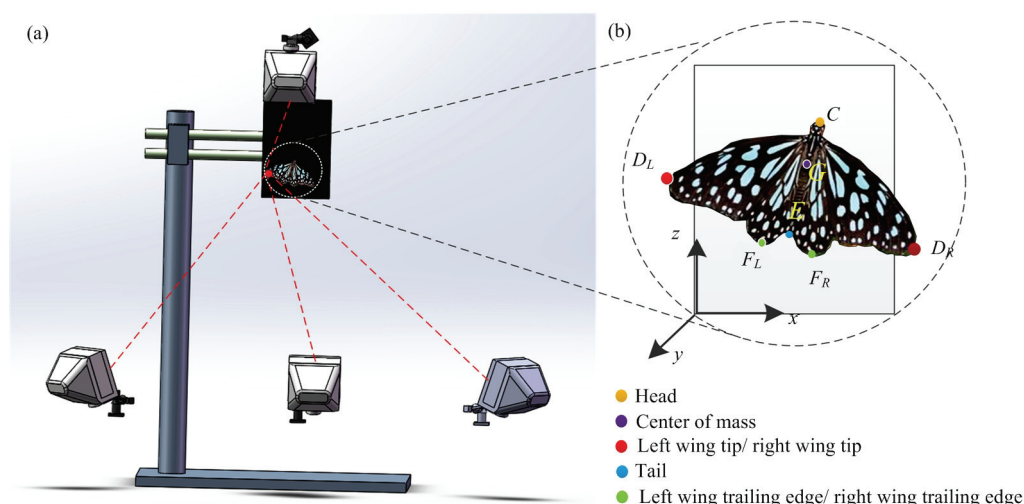 (a)
(b)
C
D_L
G
E
z
F_L
F_R
D_R
x
y
Head
Center of mass
Left wing tip/ right wing tip
Tail
Left wing trailing edge/ right wing trailing edge